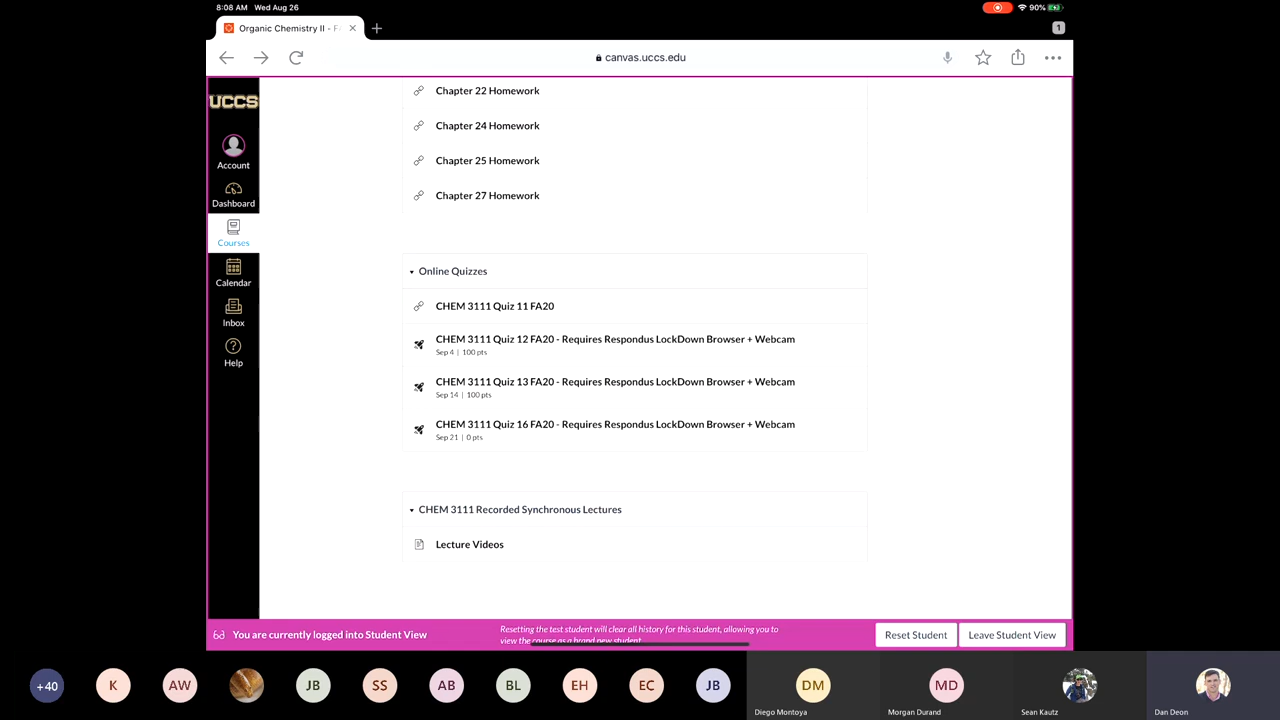 8:08 AM Wed Aug 26
90%
Organic Chemistry II - F
1
canvas.uccs.edu
UCCS
Account
Dashboard
Courses
Calendar
Inbox
Help
Chapter 22 Homework
Chapter 24 Homework
Chapter 25 Homework
Chapter 27 Homework
Online Quizzes
CHEM 3111 Quiz 11 FA20
CHEM 3111 Quiz 12 FA20 - Requires Respondus LockDown Browser + Webcam
Sep 4 | 100 pts
CHEM 3111 Quiz 13 FA20 - Requires Respondus LockDown Browser + Webcam
Sep 14 | 100 pts
CHEM 3111 Quiz 16 FA20 - Requires Respondus LockDown Browser + Webcam
Sep 21 | 0 pts
CHEM 3111 Recorded Synchronous Lectures
Lecture Videos
You are currently logged into Student View
Resetting the test student will clear all history for this student, allowing you to
view the course as a brand new student.
Reset Student
Leave Student View
+40
K
AW
JB
SS
AB
BL
EH
EC
JB
DM
MD
Diego Montoya
Morgan Durand
Sean Kautz
Dan Deon